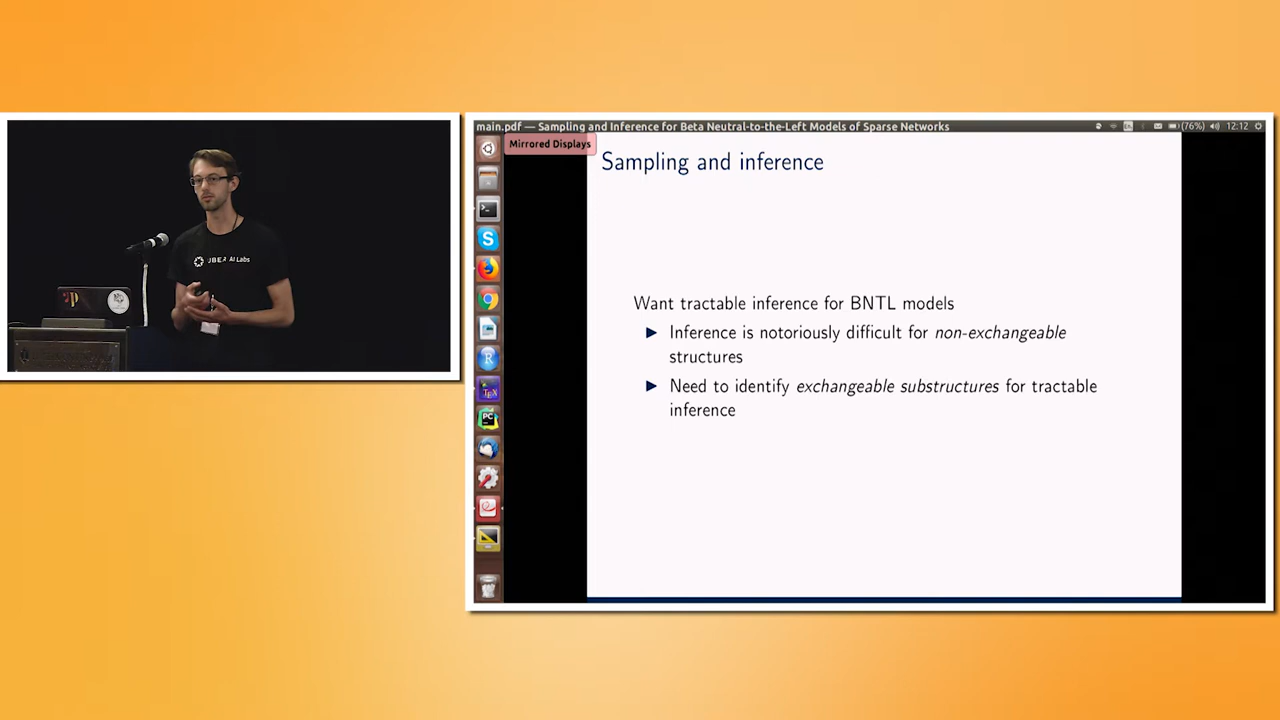 main.pdf — Sampling and Inference for Beta Neutral-to-the-Left Models of Sparse Networks
(76%)
12:12
Mirrored Displays
Sampling and inference
Want tractable inference for BNTL models
Inference is notoriously difficult for non-exchangeable
structures
Need to identify exchangeable substructures for tractable
inference
UBER AI Labs